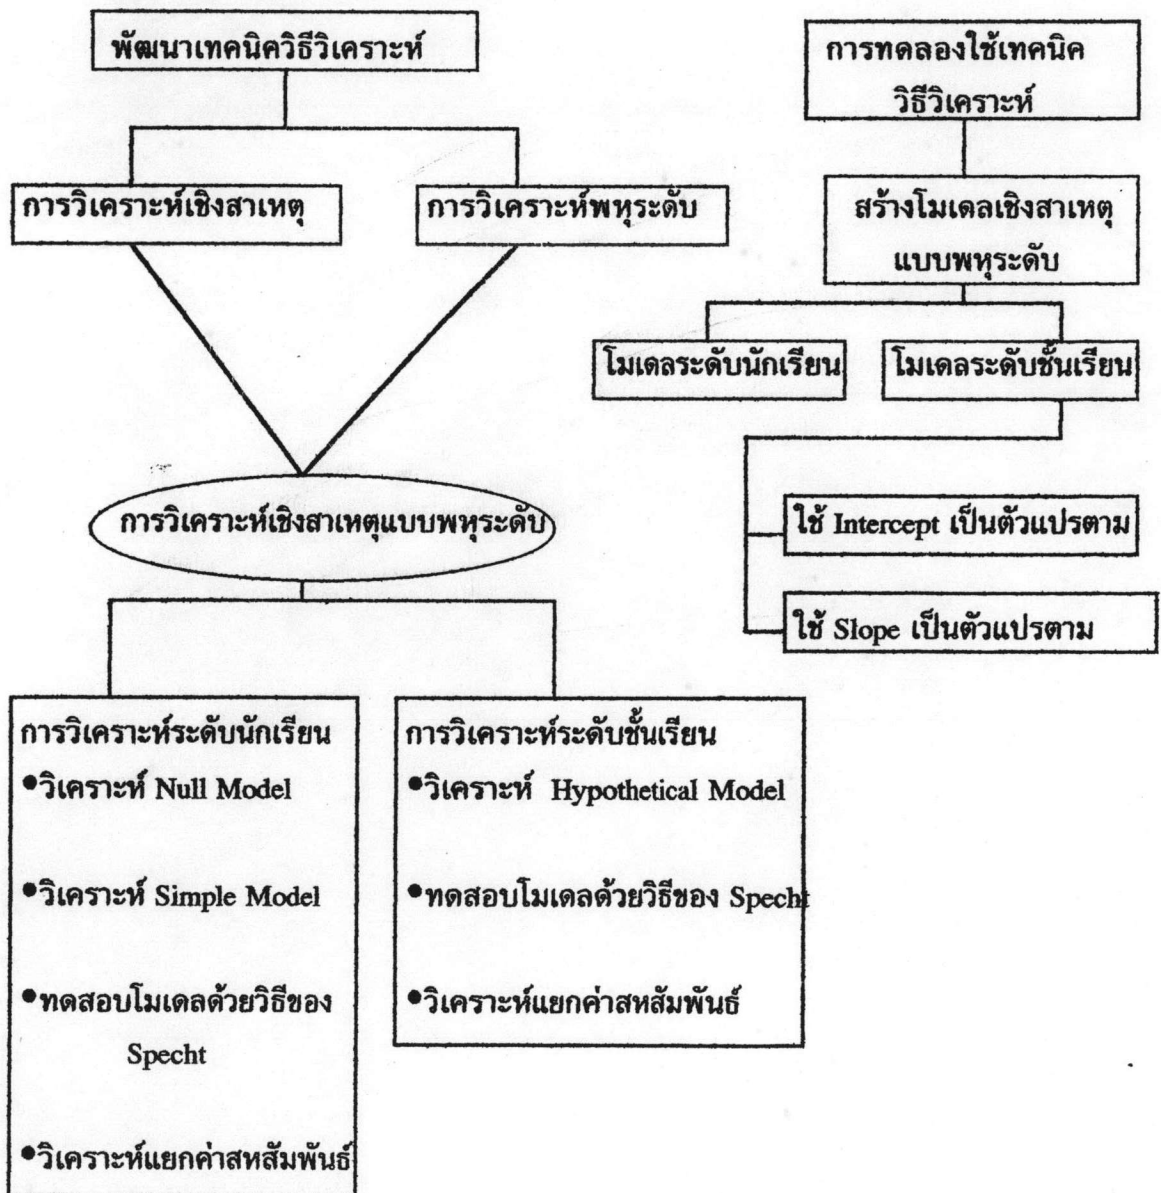 พัฒนาเทคนิควิธีวิเคราะห์
การวิเคราะห์เชิงสาเหตุ
การวิเคราะห์พหุระดับ
การวิเคราะห์เชิงสาเหตุแบบพหุระดับ
การวิเคราะห์ระดับนักเรียน
•วิเคราะห์ Null Model
•วิเคราะห์ Simple Model
•ทดสอบโมเดลด้วยวิธีของ
Specht
•วิเคราะห์แยกค่าสหสัมพันธ์
การวิเคราะห์ระดับชั้นเรียน
•วิเคราะห์ Hypothetical Model
•ทดสอบโมเดลด้วยวิธีของ Specht
•วิเคราะห์แยกค่าสหสัมพันธ์
การทดลองใช้เทคนิค
วิธีวิเคราะห์
สร้างโมเดลเชิงสาเหตุ
แบบพหุระดับ
โมเดลระดับนักเรียน
โมเดลระดับชั้นเรียน
ใช้ Intercept เป็นตัวแปรตาม
ใช้ Slope เป็นตัวแปรตาม